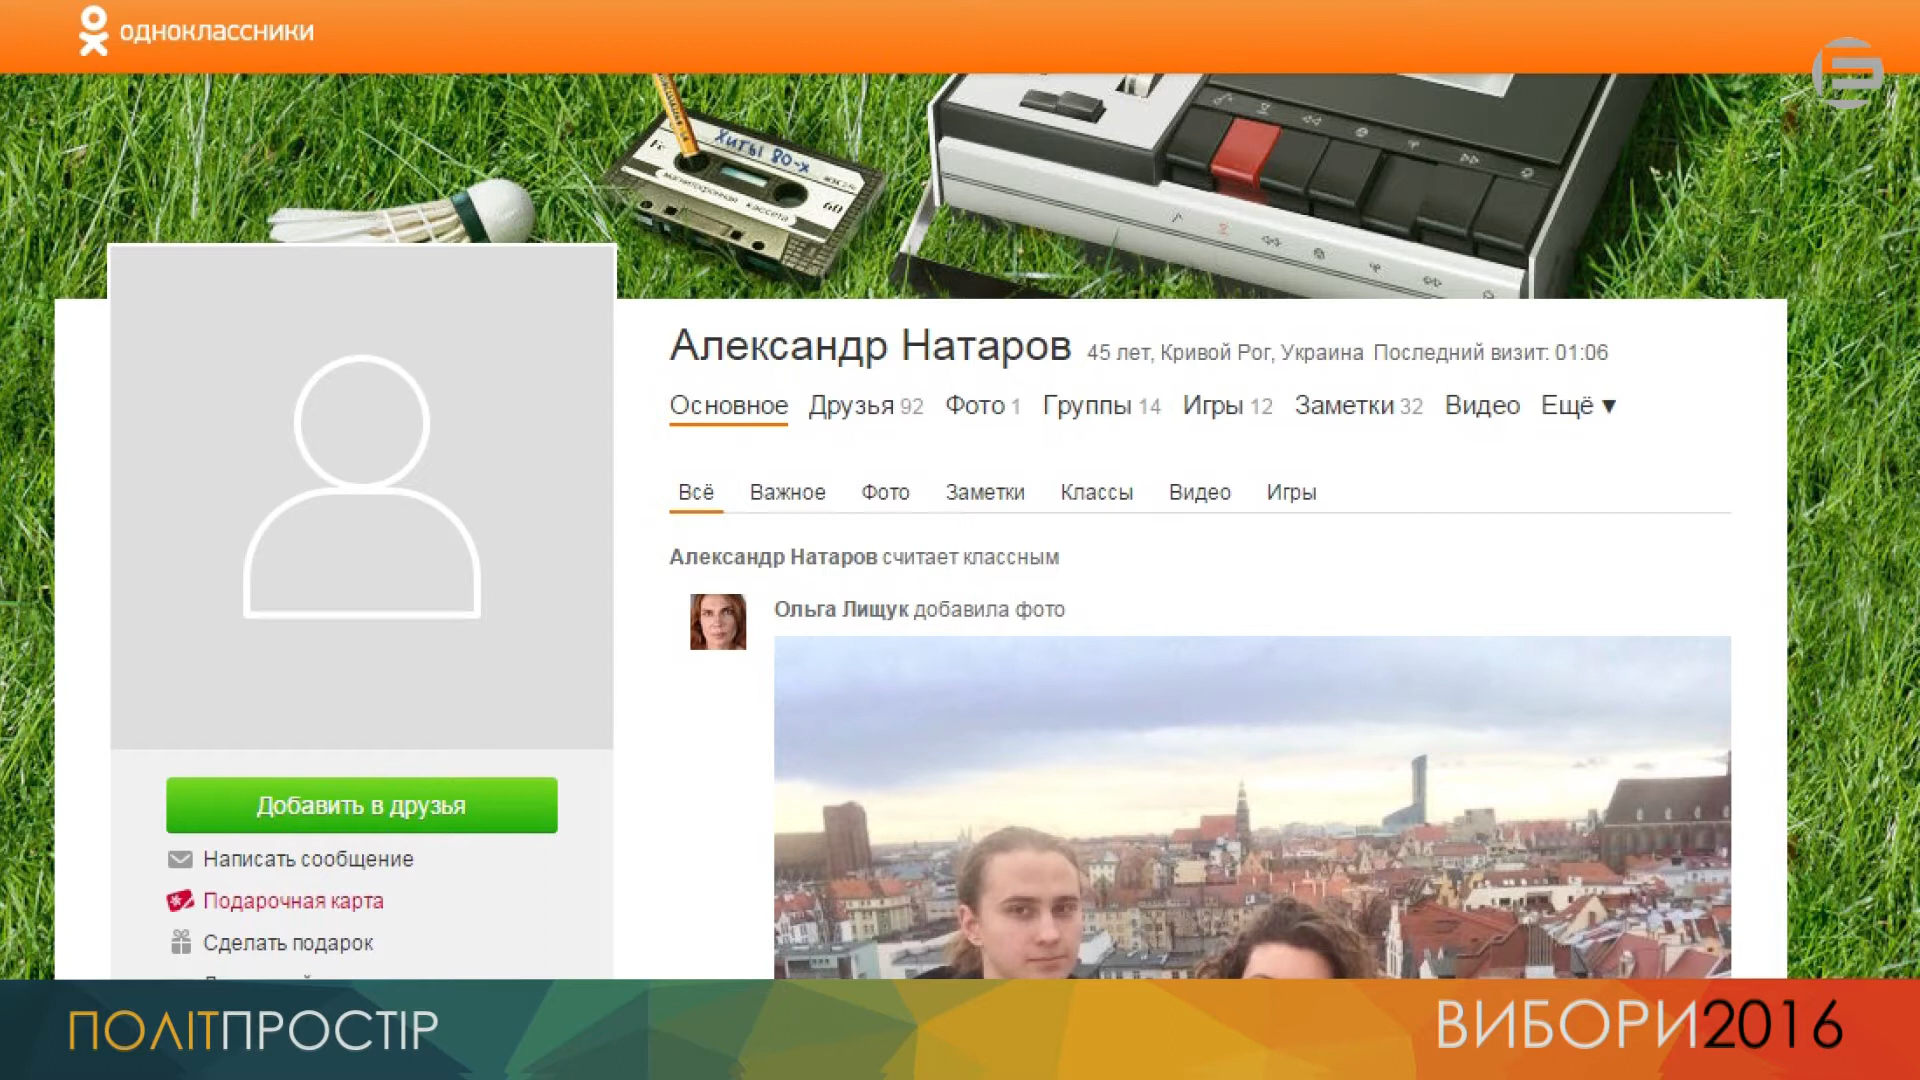 одноклассники
Хиты 80-х
магнитофонная кассета
60
Александр Натаров 45 лет, Кривой Рог, Украина Последний визит: 01:06
Основное Друзья 92 Фото 1 Группы 14 Игры 12 Заметки 32 Видео Ещё ▼
Всё Важное Фото Заметки Классы Видео Игры
Александр Натаров считает классным
Ольга Лищук добавила фото
Добавить в друзья
Написать сообщение
Подарочная карта
Сделать подарок
ПОЛІТПРОСТІР
ВИБОРИ2016